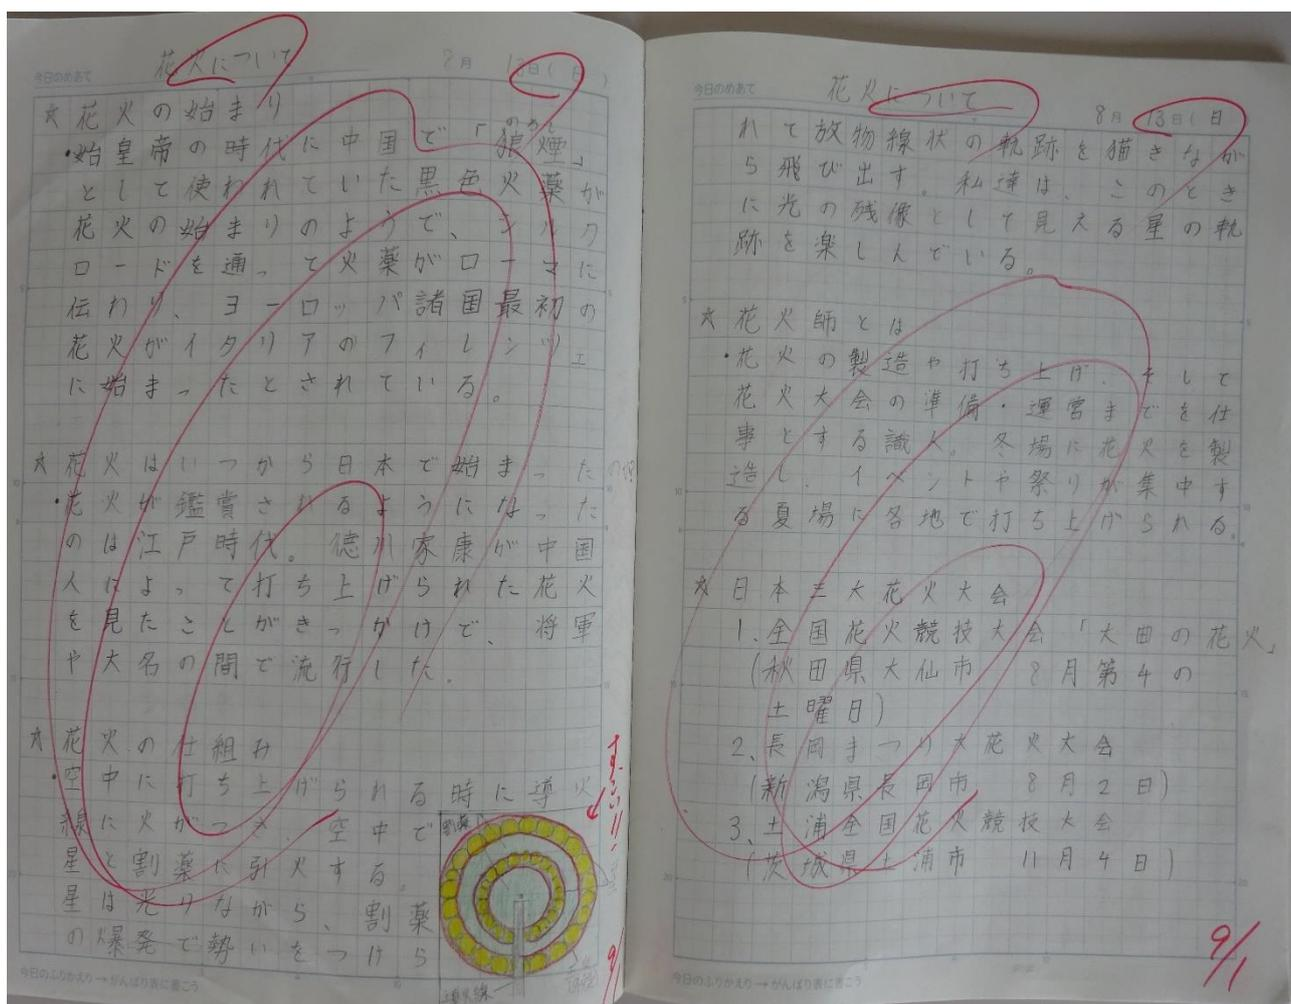 今日のめあて
花火について
8月 13日(日)
☆花火の始まり
・始皇帝の時代に中国で「狼煙」
のろし
として使われていた黒色火薬が
花火の始まりのようで、シルク
ロードを通って火薬がローマに
伝わり、ヨーロッパ諸国最初の
花火がイタリアのフィレンツェ
に始まったとされている。
☆花火はいつから日本で始まったのか
・花火が鑑賞されるようになった
のは江戸時代。徳川家康が中国
人によって打ち上げられた花火
を見たことがきっかけで、将軍
や大名の間で流行した。
☆花火の仕組み
・空中に打ち上げられる時に導火
線に火がつき、空中で
星と割薬に引火する。
星は光りながら、割薬
の爆発で勢いをつけら
割薬
星
導火線
すごい!!
9/1
今日のふりかえり→がんばり表に書こう
今日のめあて
花火について
8月 13日(日)
れて放物線状の軌跡を描きなが
ら飛び出す。私達は、このとき
に光の残像として見える星の軌
跡を楽しんでいる。
☆花火師とは
・花火の製造や打ち上げ、そして
花火大会の準備・運営までを仕
事とする識人。冬場に花火を製
造し、イベントや祭りが集中す
る夏場に各地で打ち上げられる。
☆日本三大花火大会
1.全国花火競技大会「大曲の花火」
(秋田県大仙市 8月第4の
土曜日)
2、長岡まつり大花火大会
(新潟県長岡市 8月2日)
3、土浦全国花火競技大会
(茨城県土浦市 11月4日)
9/1
今日のふりかえり→がんばり表に書こう